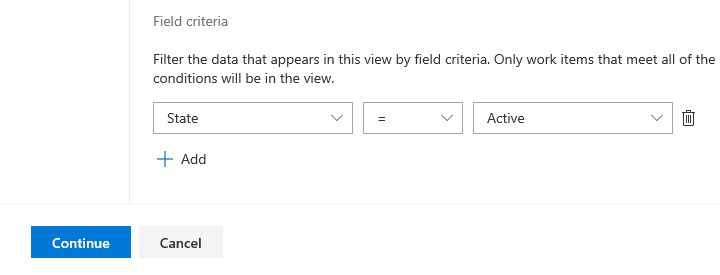 Field criteria
Filter the data that appears in this view by field criteria. Only work items that meet all of the
conditions will be in the view.
State = Active
Add
Continue Cancel